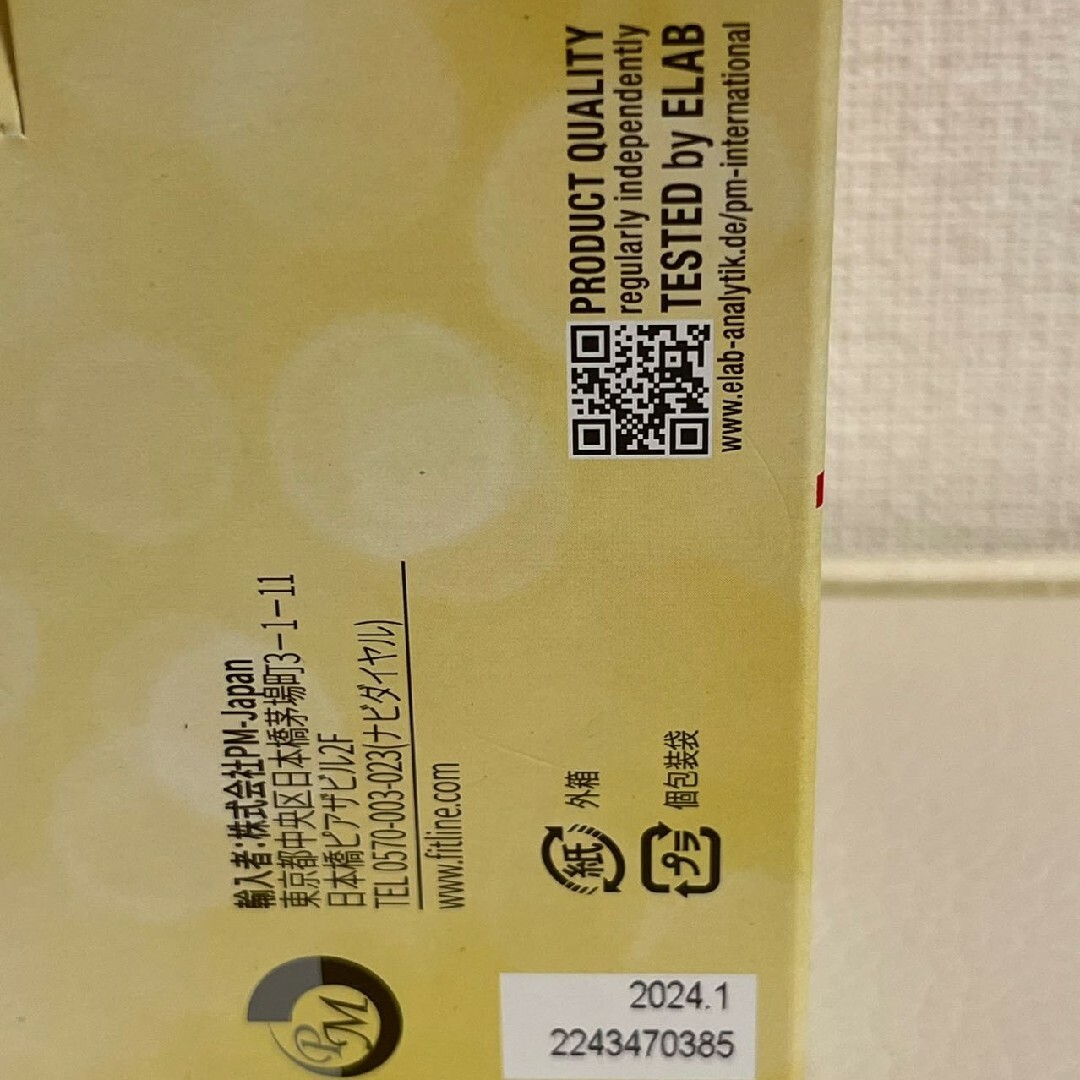 PRODUCT QUALITY
regularly independently
TESTED by ELAB
www.elab-analytik.de/pm-international
輸入者:株式会社PM-Japan
東京都中央区日本橋茅場町3-1-11
日本橋ピアザビル2F
TEL 0570-003-023(ナビダイヤル)
www.fitline.com
紙 外箱
プラ 個包装袋
PM
2024.1
2243470385